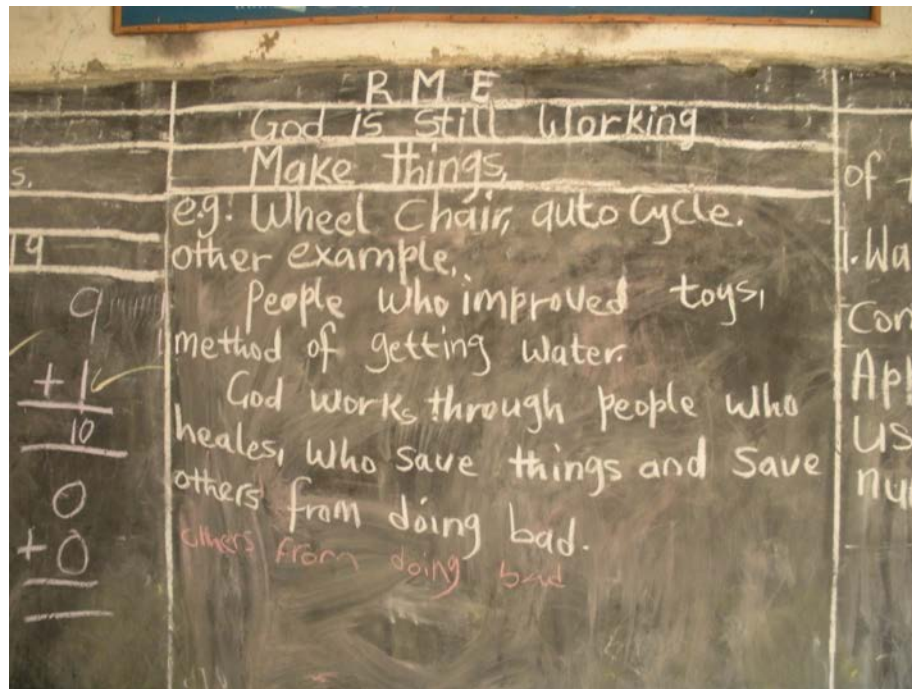 R M E
God is still Working
Make things,
e.g: Wheel Chair, auto Cycle.
other example,
People who improved toys,
method of getting Water.
God works through people who
heales, Who save things and save
others from doing bad.
others from doing bad
s.
19
9
+ 1
10
0
+ 0
of
1. Wa
Con
Ap
Us
nu